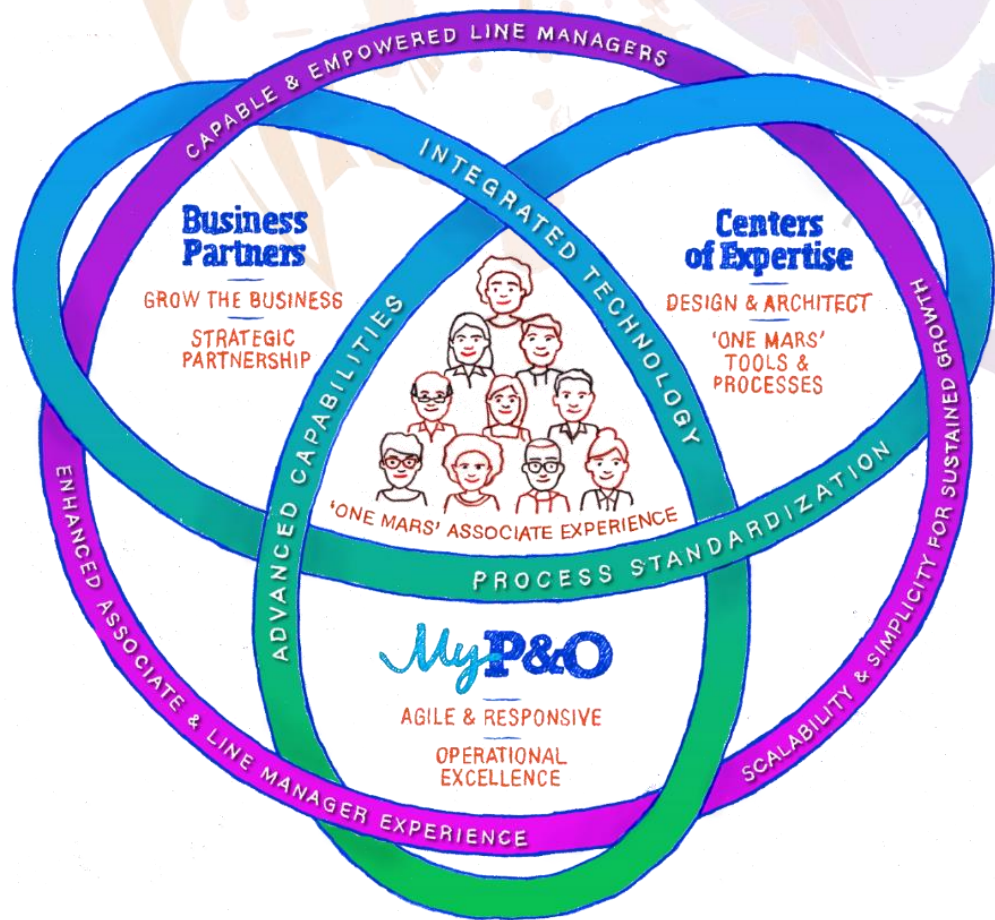 CAPABLE & EMPOWERED LINE MANAGERS
INTEGRATED TECHNOLOGY
Business
Partners
GROW THE BUSINESS
STRATEGIC
PARTNERSHIP
Centers
of Expertise
DESIGN & ARCHITECT
'ONE MARS'
TOOLS &
PROCESSES
ADVANCED CAPABILITIES
'ONE MARS' ASSOCIATE EXPERIENCE
PROCESS STANDARDIZATION
ENHANCED ASSOCIATE & LINE MANAGER EXPERIENCE
SCALABILITY & SIMPLICITY FOR SUSTAINED GROWTH
MyP&O
AGILE & RESPONSIVE
OPERATIONAL
EXCELLENCE